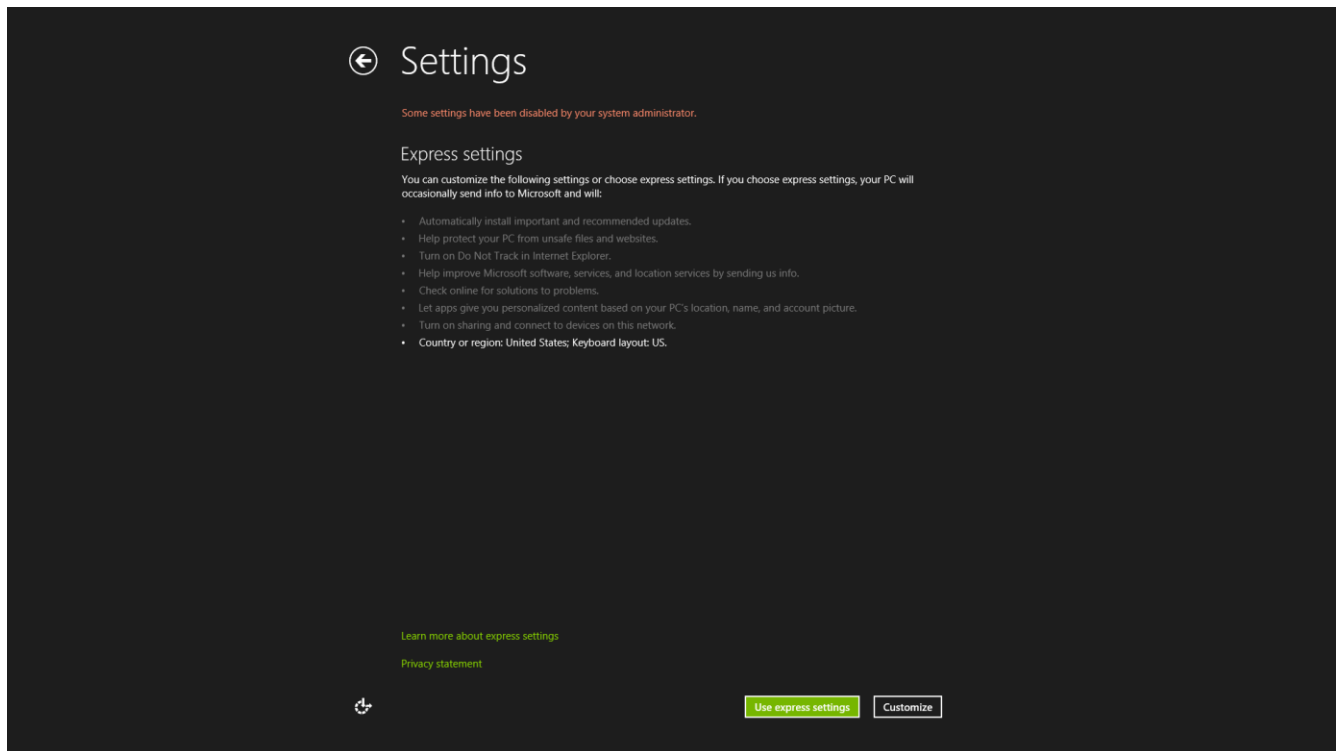 Settings
Some settings have been disabled by your system administrator.
Express settings
You can customize the following settings or choose express settings. If you choose express settings, your PC will
occasionally send info to Microsoft and will:
• Automatically install important and recommended updates.
• Help protect your PC from unsafe files and websites.
• Turn on Do Not Track in Internet Explorer.
• Help improve Microsoft software, services, and location services by sending us info.
• Check online for solutions to problems.
• Let apps give you personalized content based on your PC's location, name, and account picture.
• Turn on sharing and connect to devices on this network.
• Country or region: United States; Keyboard layout: US.
Learn more about express settings
Privacy statement
Use express settings Customize